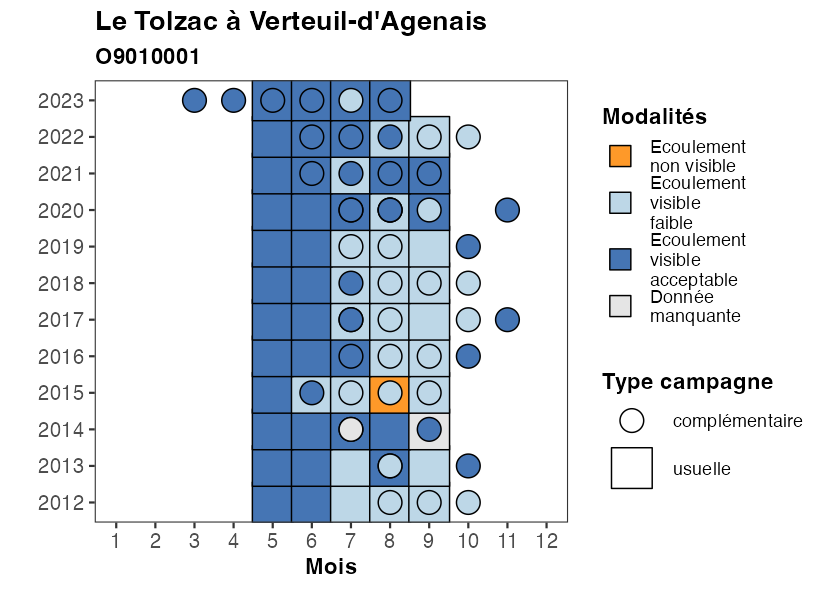 Le Tolzac à Verteuil-d'Agenais
O9010001
2023
2022
2021
2020
2019
2018
2017
2016
2015
2014
2013
2012
1 2 3 4 5 6 7 8 9 10 11 12
Mois
Modalités
Ecoulement
non visible
Ecoulement
visible
faible
Ecoulement
visible
acceptable
Donnée
manquante
Type campagne
complémentaire
usuelle